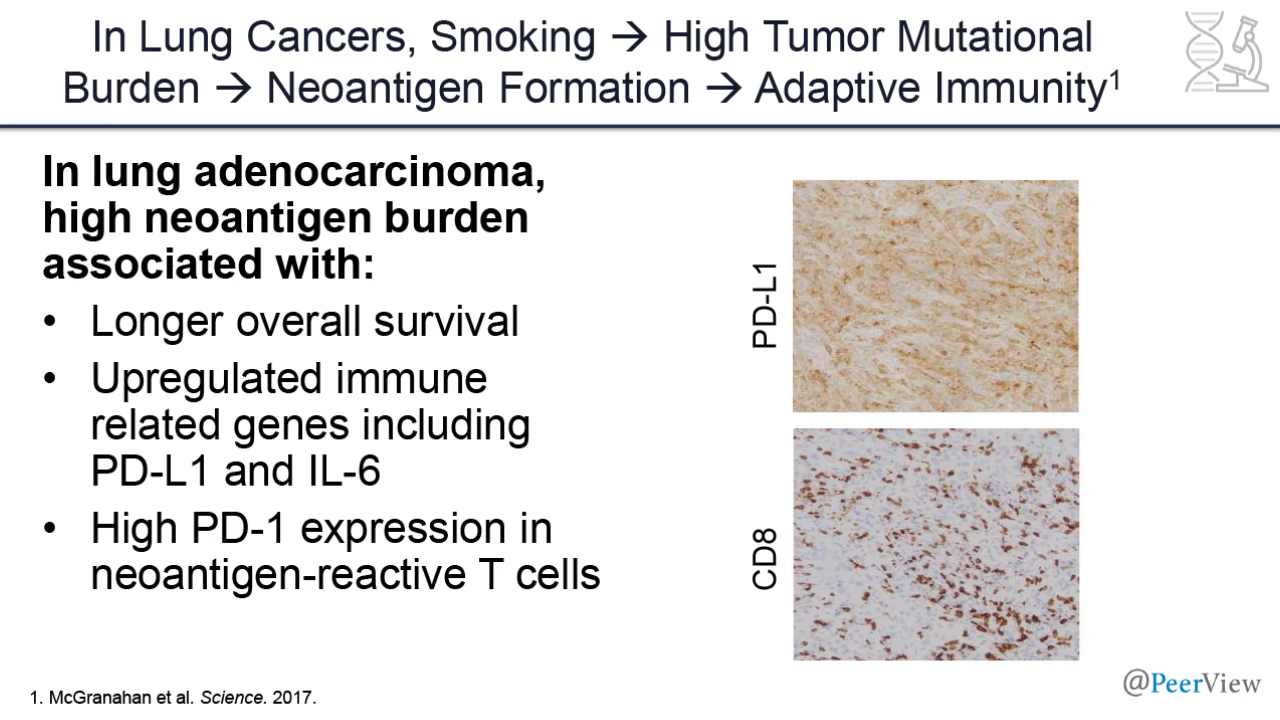 In Lung Cancers, Smoking → High Tumor Mutational
Burden → Neoantigen Formation → Adaptive Immunity¹
In lung adenocarcinoma,
high neoantigen burden
associated with:
• Longer overall survival
• Upregulated immune
related genes including
PD-L1 and IL-6
• High PD-1 expression in
neoantigen-reactive T cells
PD-L1
CD8
1. McGranahan et al. Science. 2017.
@PeerView